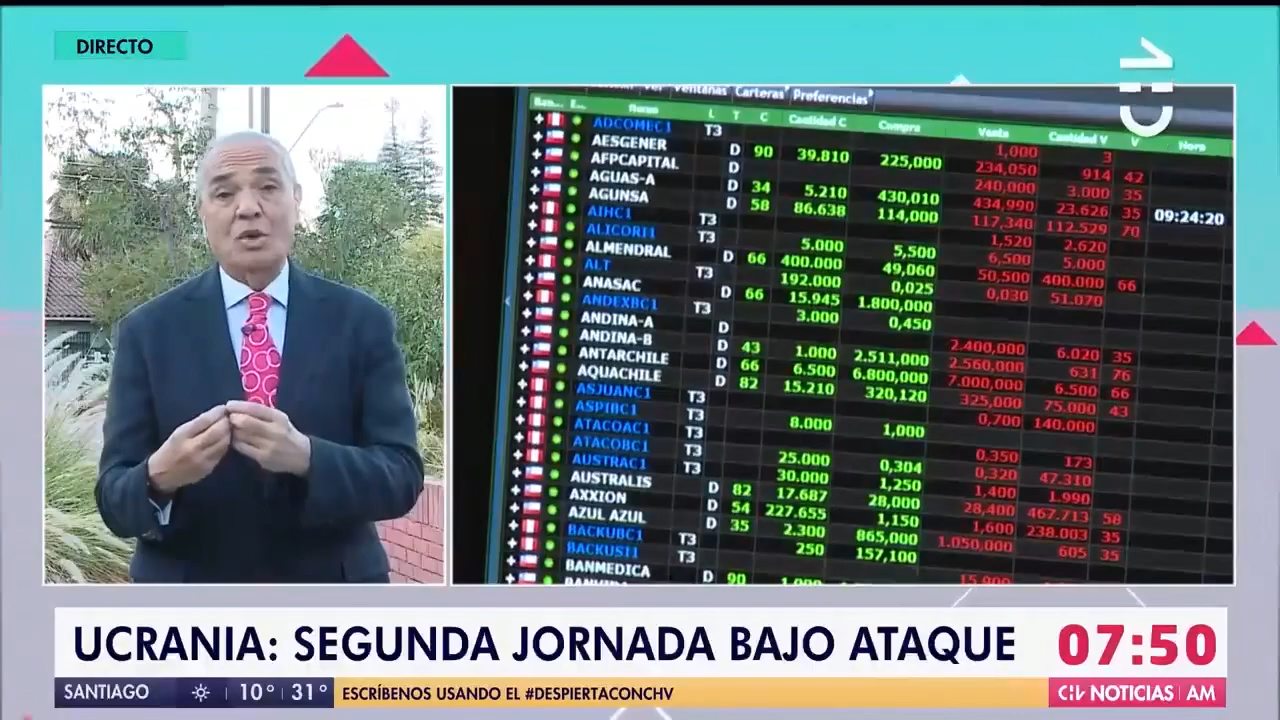 DIRECTO
Ventanas Carteras Preferencias
Nemo L T C Cantidad C Compra Venta Cantidad V V Hora
ADCOMEC1 T3 1,000 3
AESGENER D 90 39.810 225,000 234,050 914 42
AFPCAPITAL D 240,000 3.000 35
AGUAS-A D 34 5.210 430,010 434,990 23.626 35 09:24:20
AGUNSA D 58 86.638 114,000 117,340 112.529 70
AIHC1 T3 1,520 2.620
ALICORI1 T3 5.000 5,500 6,500 5.000
ALMENDRAL D 66 400.000 49,060 50,500 400.000 66
ALT T3 192.000 0,025 0,030 51.070
ANASAC D 66 15.945 1.800,000
ANDEXBC1 T3 3.000 0,450
ANDINA-A D 2.400,000 6.020 35
ANDINA-B D 43 1.000 2.511,000 2.560,000 631 76
ANTARCHILE D 66 6.500 6.800,000 7.000,000 6.500 66
AQUACHILE D 82 15.210 320,120 325,000 75.000 43
ASJUANC1 T3 0,700 140.000
ASPIBC1 T3 8.000 1,000
ATACOAC1 T3 0,350 173
ATACOBC1 T3 25.000 0,304 0,320 47.310
AUSTRAC1 T3 30.000 1,250 1,400 1.990
AUSTRALIS D 82 17.687 28,000 28,400 467.713 58
AXXION D 54 227.655 1,150 1,600 238.003 35
AZUL AZUL D 35 2.300 865,000 1.050,000 605 35
BACKUBC1 T3 250 157,100
BACKUSI1 T3 15,900
BANMEDICA D 90
UCRANIA: SEGUNDA JORNADA BAJO ATAQUE 07:50
SANTIAGO 10° 31° ESCRÍBENOS USANDO EL #DESPIERTACONCHV CHV NOTICIAS AM